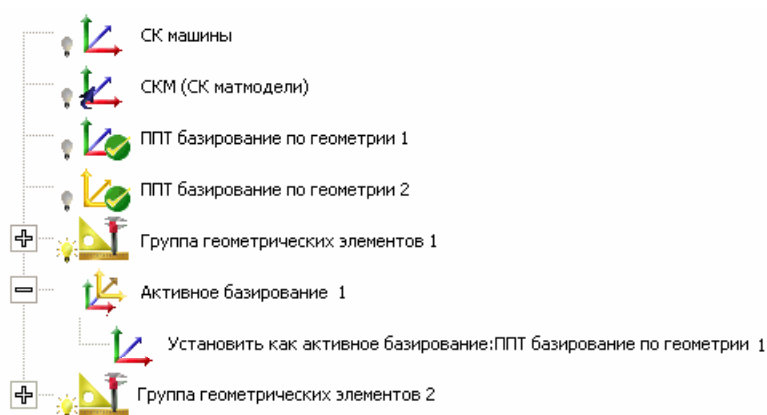 СК машины
СКМ (СК матмодели)
ППТ базирование по геометрии 1
ППТ базирование по геометрии 2
Группа геометрических элементов 1
Активное базирование 1
Установить как активное базирование:ППТ базирование по геометрии 1
Группа геометрических элементов 2